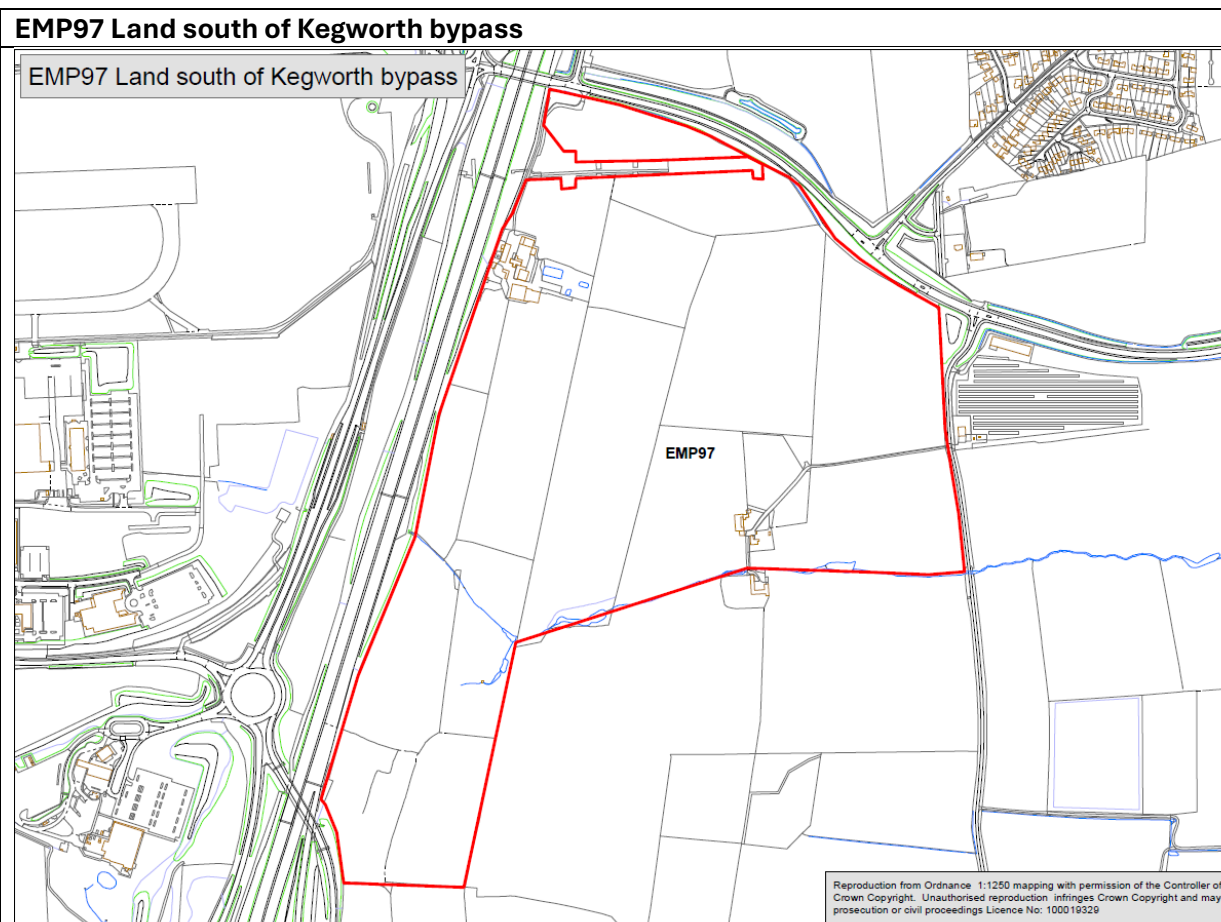 EMP97 Land south of Kegworth bypass
EMP97 Land south of Kegworth bypass
EMP97
Reproduction from Ordnance 1:1250 mapping with permission of the Controller of
Crown Copyright. Unauthorised reproduction infringes Crown Copyright and may
prosecution or civil proceedings Licence No: 100019329